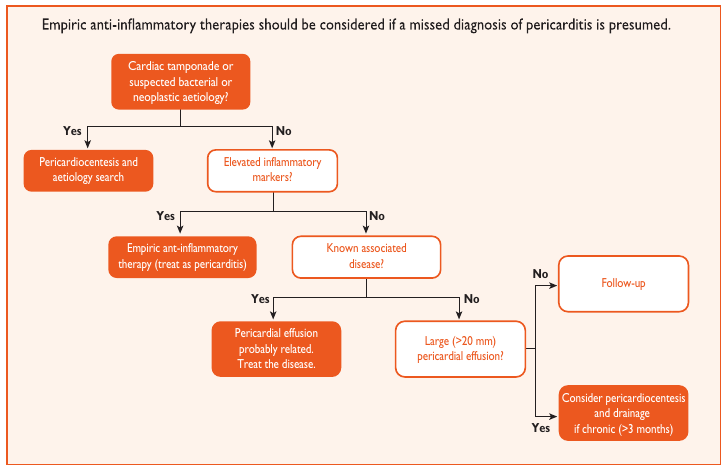 Empiric anti-inflammatory therapies should be considered if a missed diagnosis of pericarditis is presumed.
Cardiac tamponade or
suspected bacterial or
neoplastic aetiology?
Yes
No
Pericardiocentesis and
aetiology search
Elevated inflammatory
markers?
Yes
No
Empiric ant-inflammatory
therapy (treat as pericarditis)
Known associated
disease?
Yes
No
Pericardial effusion
probably related.
Treat the disease.
Large (>20 mm)
pericardial effusion?
No
Follow-up
Yes
Consider pericardiocentesis
and drainage
if chronic (>3 months)